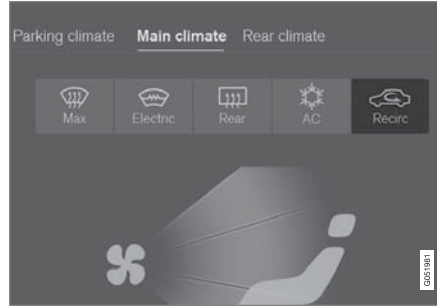 Parking climate Main climate Rear climate
Max Electric Rear AC Recirc
G051981